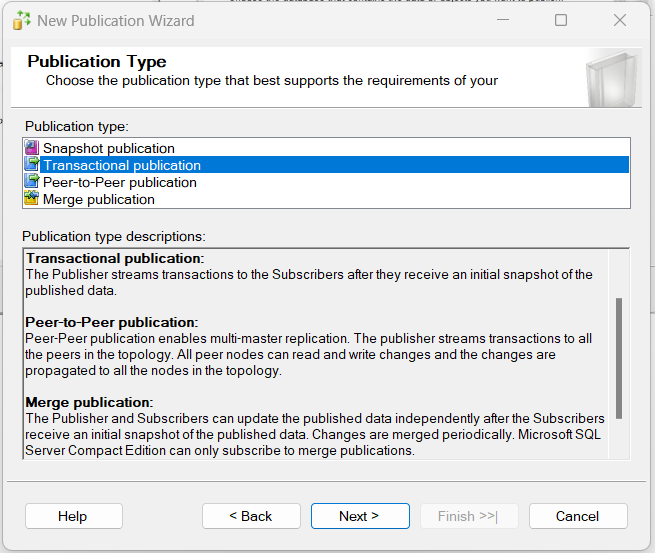 New Publication Wizard
Publication Type
Choose the publication type that best supports the requirements of your
Publication type:
Snapshot publication
Transactional publication
Peer-to-Peer publication
Merge publication
Publication type descriptions:
Transactional publication:
The Publisher streams transactions to the Subscribers after they receive an initial snapshot of the
published data.
Peer-to-Peer publication:
Peer-Peer publication enables multi-master replication. The publisher streams transactions to all
the peers in the topology. All peer nodes can read and write changes and the changes are
propagated to all the nodes in the topology.
Merge publication:
The Publisher and Subscribers can update the published data independently after the Subscribers
receive an initial snapshot of the published data. Changes are merged periodically. Microsoft SQL
Server Compact Edition can only subscribe to merge publications.
Help
< Back
Next >
Finish >>|
Cancel